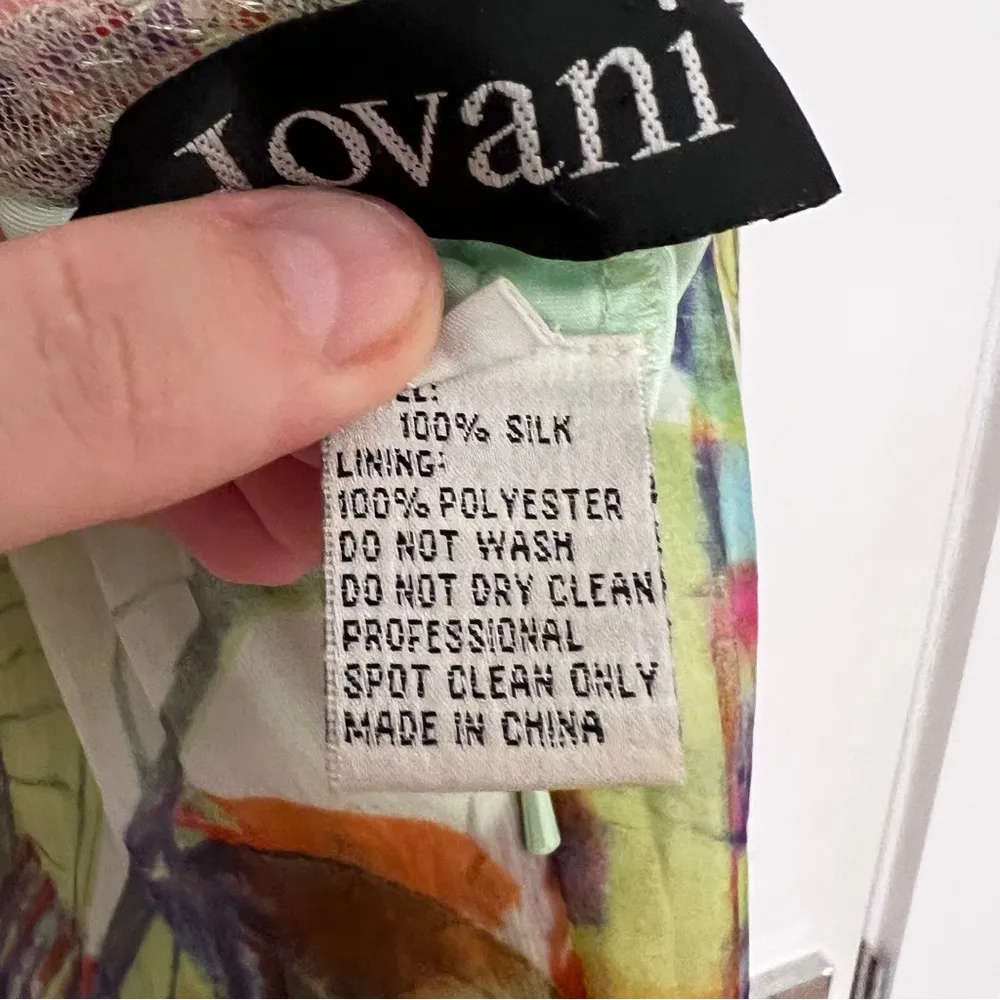 Jovani
100% SILK
LINING:
100% POLYESTER
DO NOT WASH
DO NOT DRY CLEAN
PROFESSIONAL
SPOT CLEAN ONLY
MADE IN CHINA